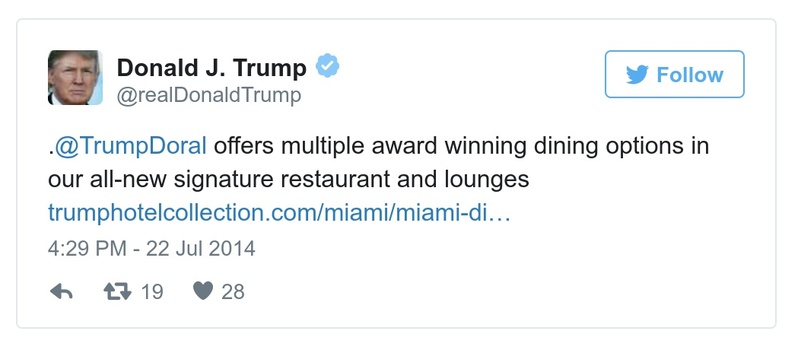 Donald J. Trump
@realDonaldTrump
Follow
.@TrumpDoral offers multiple award winning dining options in
our all-new signature restaurant and lounges
trumphotelcollection.com/miami/miami-di…
4:29 PM - 22 Jul 2014
19 28